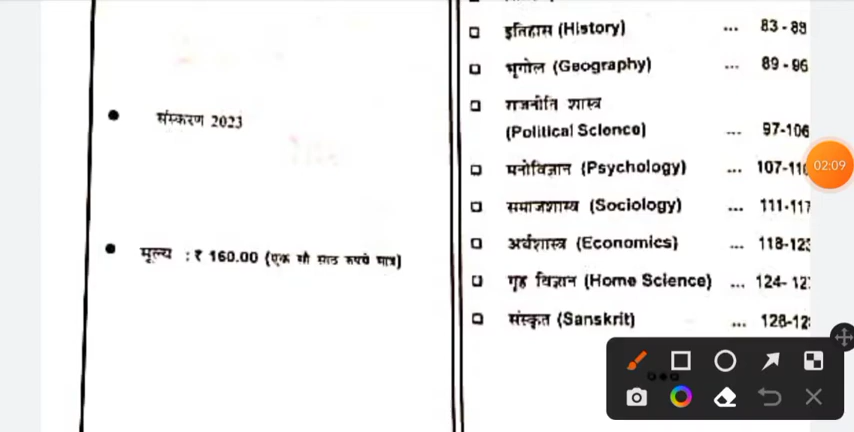 संस्करण 2023
मूल्य : ₹ 160.00 (एक सौ साठ रुपये मात्र)
इतिहास (History) ... 83 - 88
भूगोल (Geography) ... 89 - 96
राजनीति शास्त्र
(Political Science) ... 97-106
मनोविज्ञान (Psychology) ... 107-110
समाजशास्त्र (Sociology) ... 111-117
अर्थशास्त्र (Economics) ... 118-123
गृह विज्ञान (Home Science) ... 124- 12
संस्कृत (Sanskrit) ... 128-12
02:09